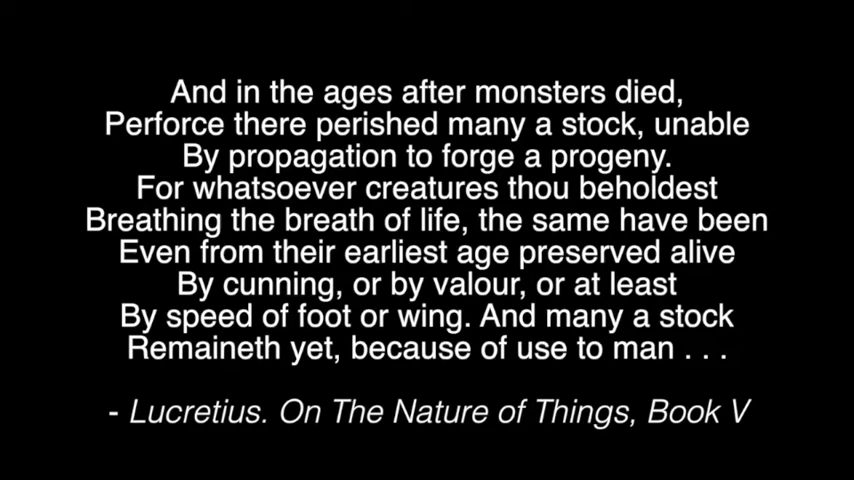 And in the ages after monsters died,
Perforce there perished many a stock, unable
By propagation to forge a progeny.
For whatsoever creatures thou beholdest
Breathing the breath of life, the same have been
Even from their earliest age preserved alive
By cunning, or by valour, or at least
By speed of foot or wing. And many a stock
Remaineth yet, because of use to man . . .
- Lucretius. On The Nature of Things, Book V